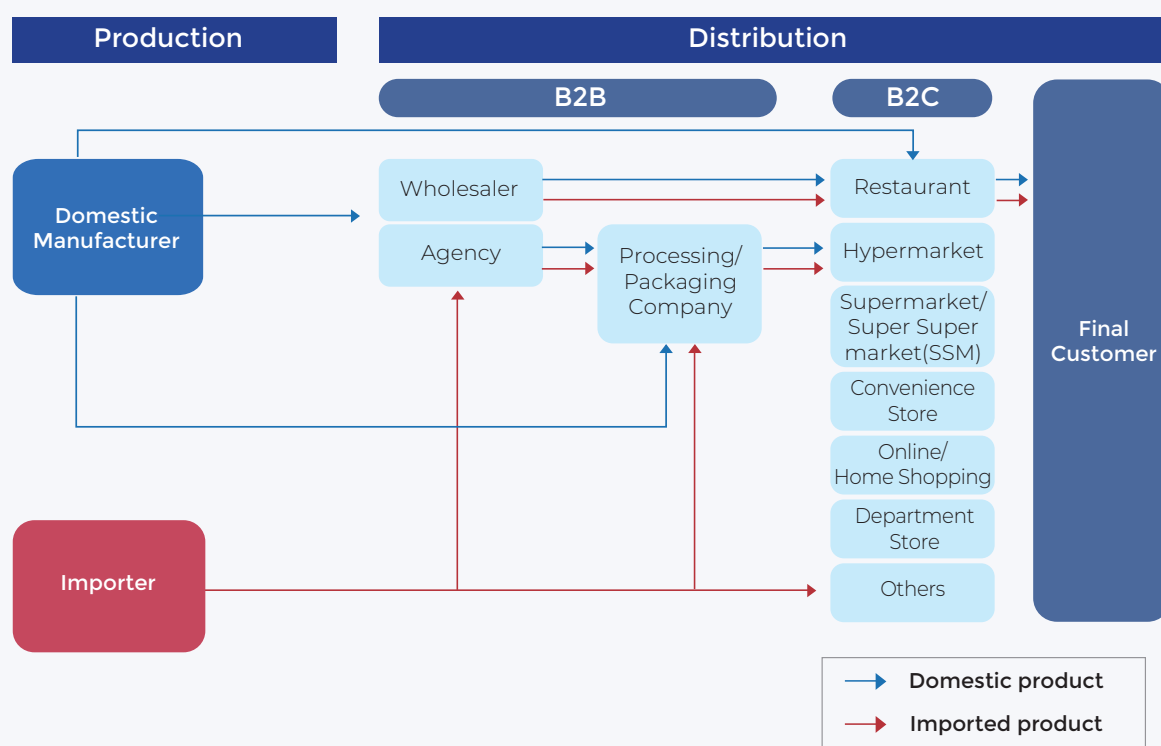 Production
Distribution
B2B
B2C
Domestic
Manufacturer
Wholesaler
Agency
Processing/
Packaging
Company
Restaurant
Hypermarket
Supermarket/
Super Super
market(SSM)
Convenience
Store
Online/
Home Shopping
Department
Store
Others
Final
Customer
Importer
Domestic product
Imported product